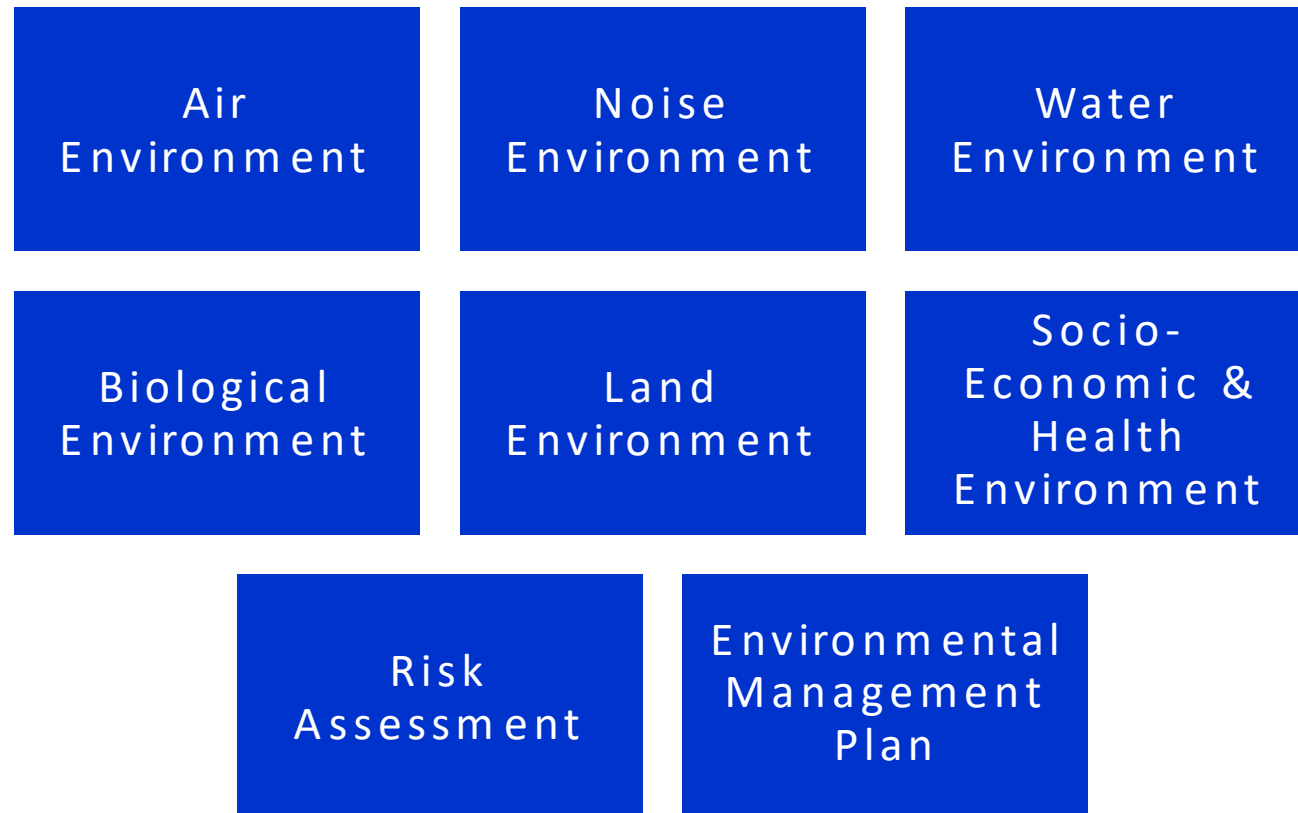 Air
Environment
Noise
Environment
Water
Environment
Biological
Environment
Land
Environment
Socio-
Economic &
Health
Environment
Risk
Assessment
Environmental
Management
Plan